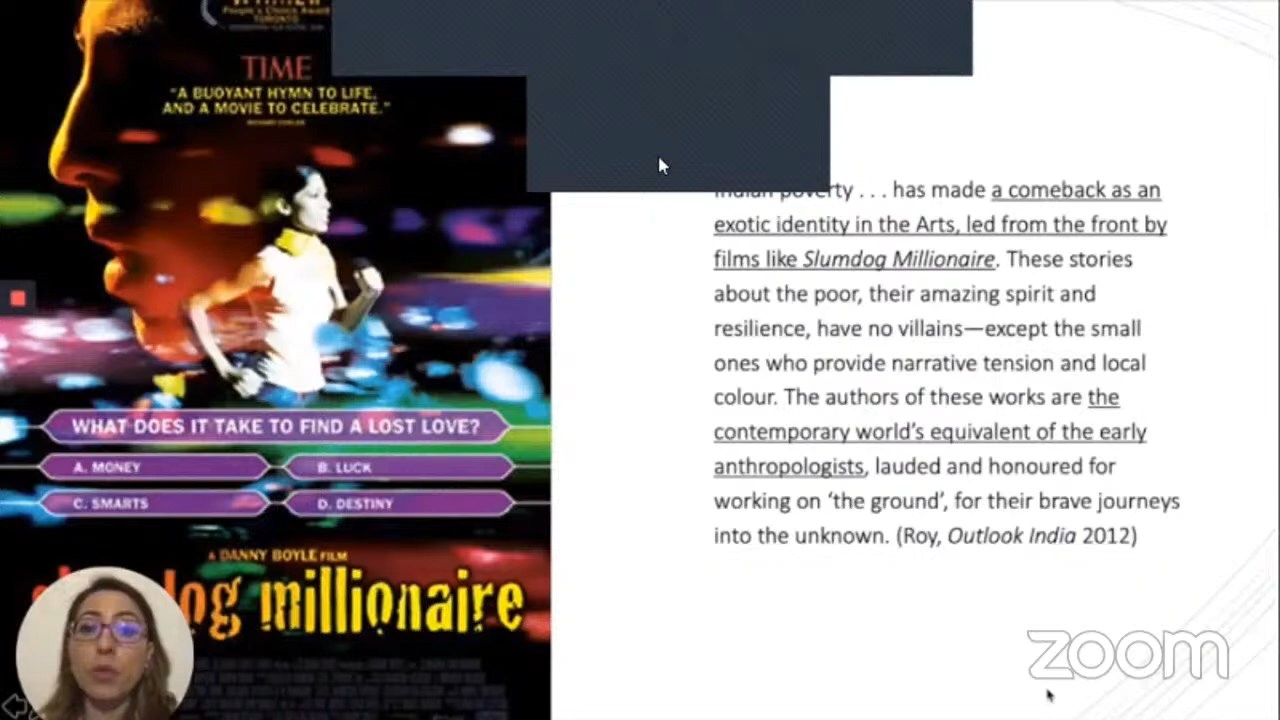 People's Choice Award
TORONTO
TIME
"A BUOYANT HYMN TO LIFE,
AND A MOVIE TO CELEBRATE."
WHAT DOES IT TAKE TO FIND A LOST LOVE?
A. MONEY
B. LUCK
C. SMARTS
D. DESTINY
A DANNY BOYLE FILM
millionaire
Indian poverty . . . has made a comeback as an
exotic identity in the Arts, led from the front by
films like Slumdog Millionaire. These stories
about the poor, their amazing spirit and
resilience, have no villains—except the small
ones who provide narrative tension and local
colour. The authors of these works are the
contemporary world's equivalent of the early
anthropologists, lauded and honoured for
working on ‘the ground’, for their brave journeys
into the unknown. (Roy, Outlook India 2012)
zoom